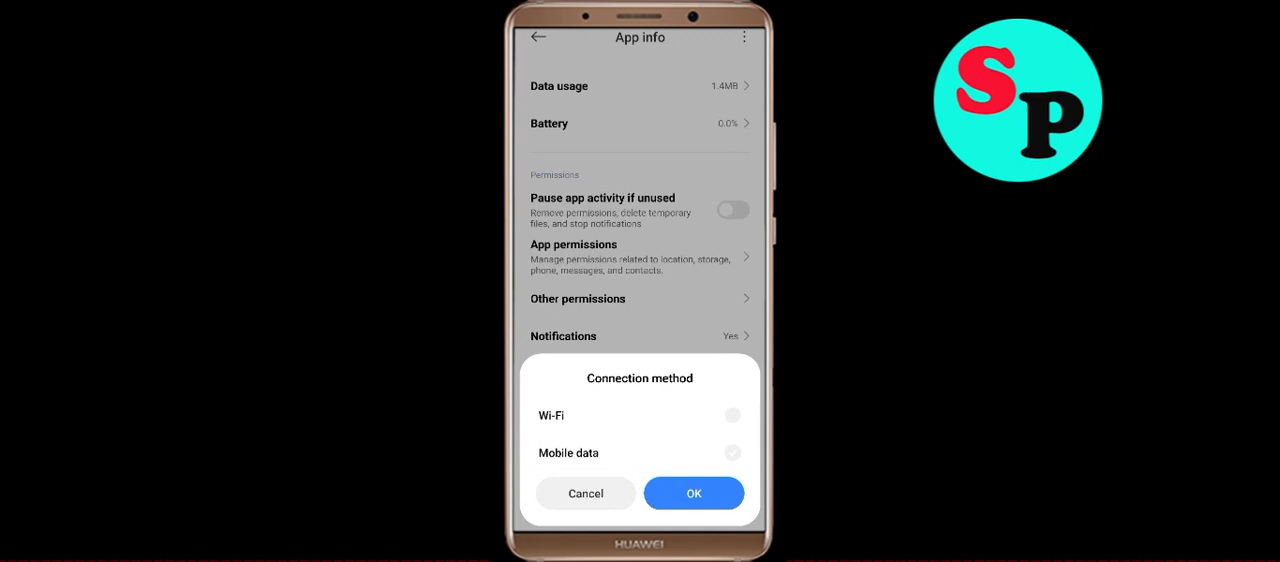 App info
Data usage 1.4MB
Battery 0.0%
Permissions
Pause app activity if unused
Remove permissions, delete temporary
files, and stop notifications
App permissions
Manage permissions related to location, storage,
phone, messages, and contacts.
Other permissions
Notifications Yes
Connection method
Wi-Fi
Mobile data
Cancel OK
HUAWEI
SP